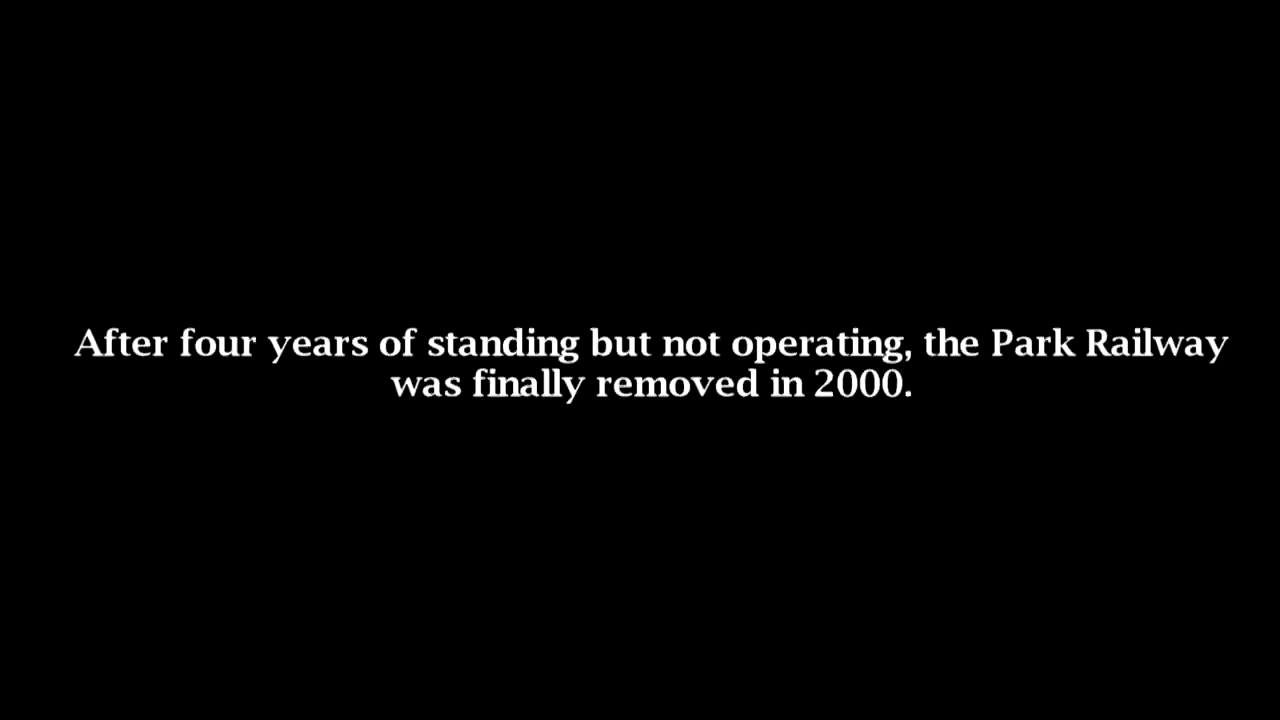 After four years of standing but not operating, the Park Railway
was finally removed in 2000.